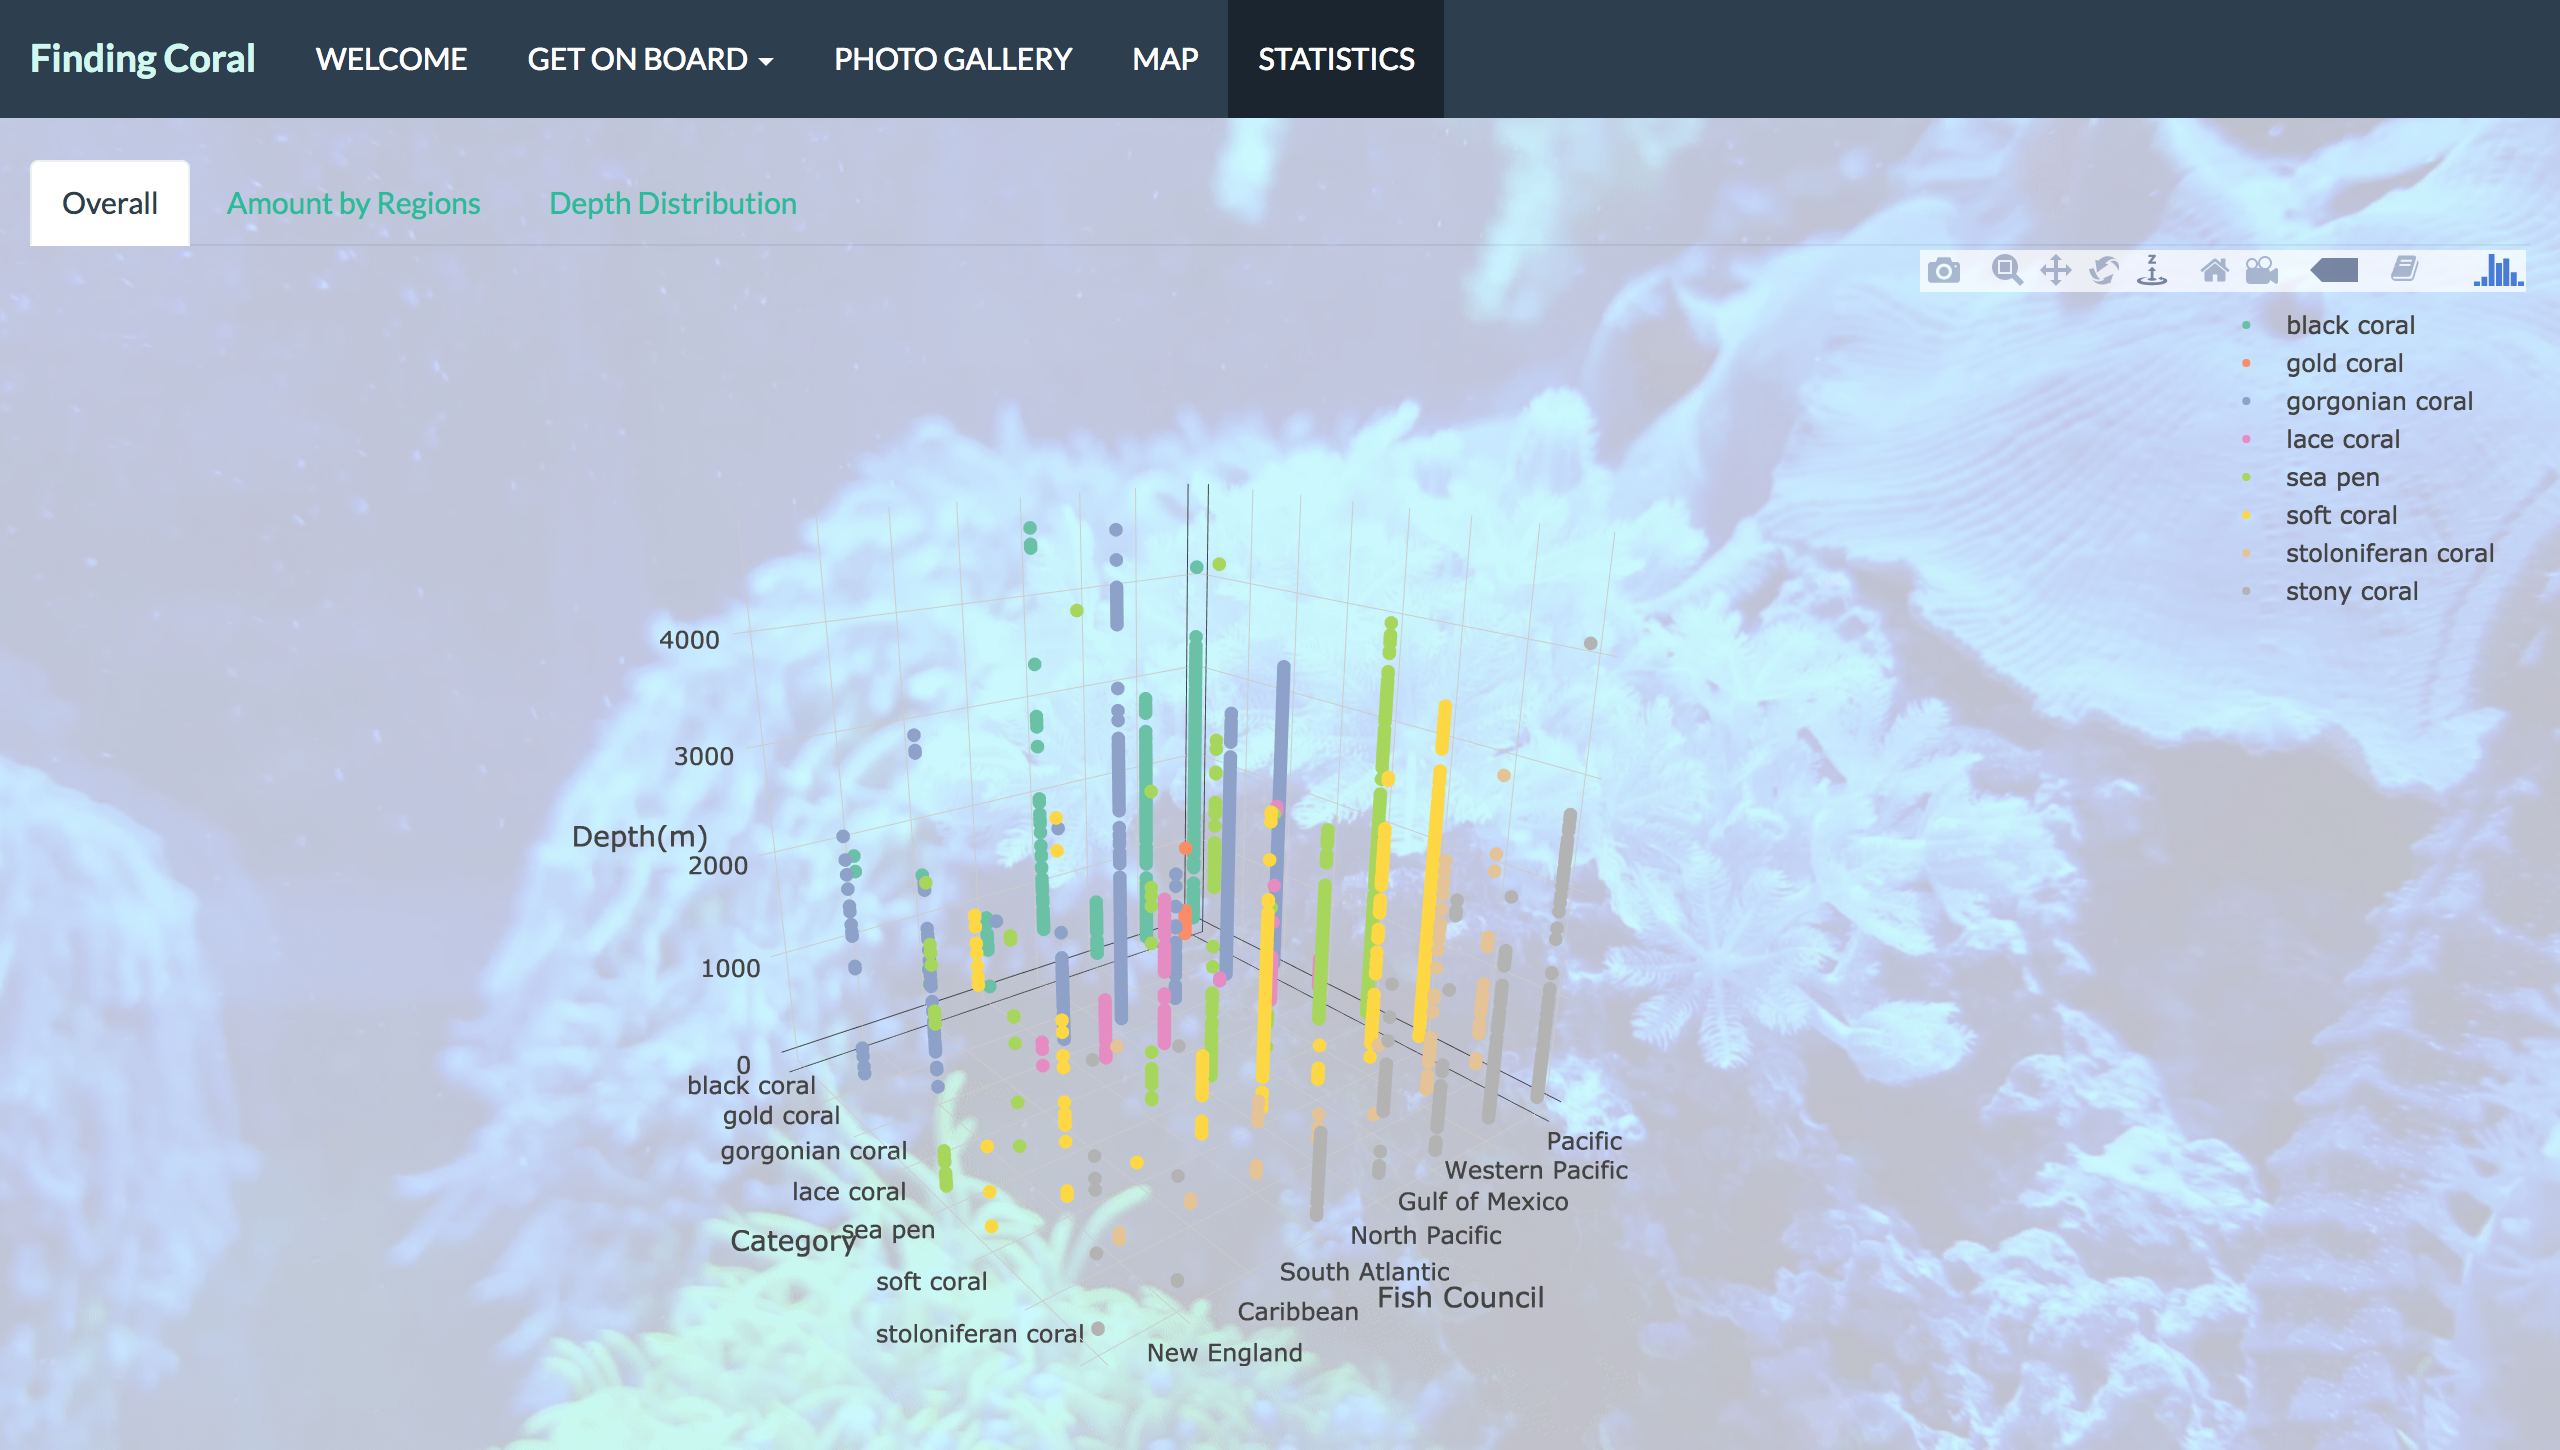 Finding Coral WELCOME GET ON BOARD PHOTO GALLERY MAP STATISTICS
Overall Amount by Regions Depth Distribution
Z
black coral
gold coral
gorgonian coral
lace coral
sea pen
soft coral
stoloniferan coral
stony coral
4000
3000
Depth(m)
2000
1000
0
black coral
gold coral
gorgonian coral
lace coral
sea pen
Category
soft coral
stoloniferan coral
Pacific
Western Pacific
Gulf of Mexico
North Pacific
South Atlantic
Fish Council
Caribbean
New England